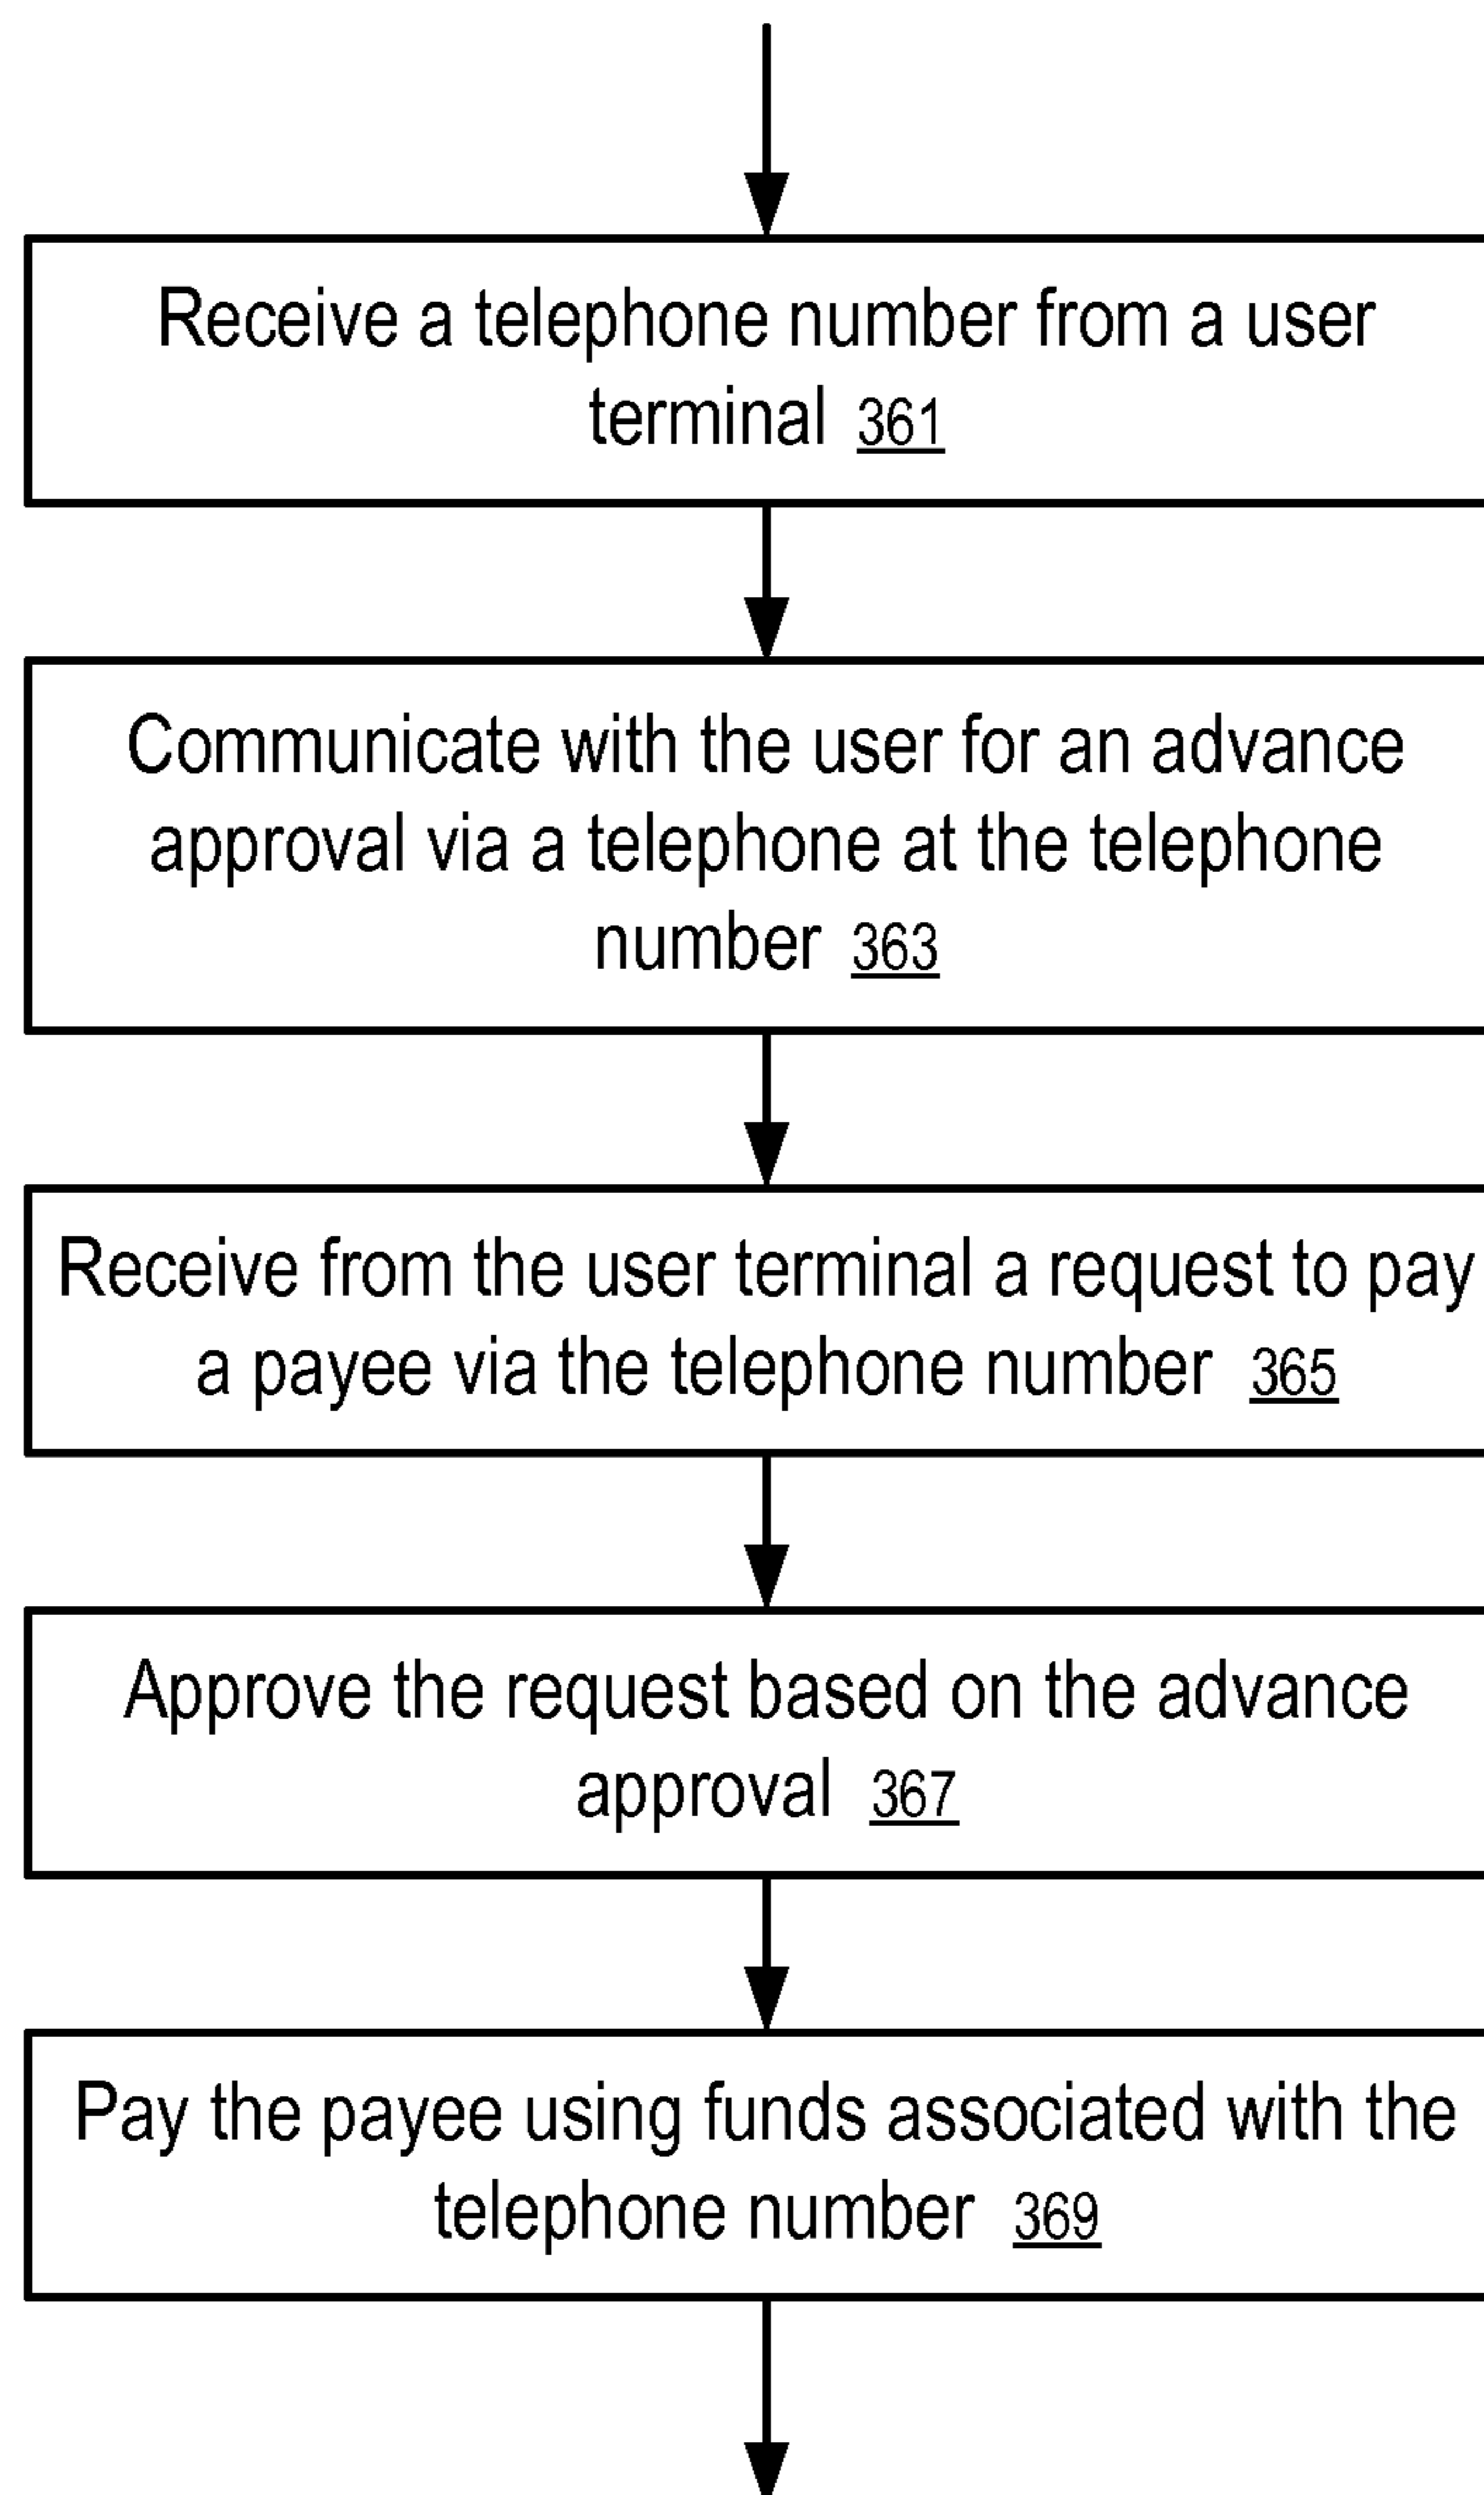 Receive a telephone number from a user
terminal 361
Communicate with the user for an advance
approval via a telephone at the telephone
number 363
Receive from the user terminal a request to pay
a payee via the telephone number 365
Approve the request based on the advance
approval 367
Pay the payee using funds associated with the
telephone number 369